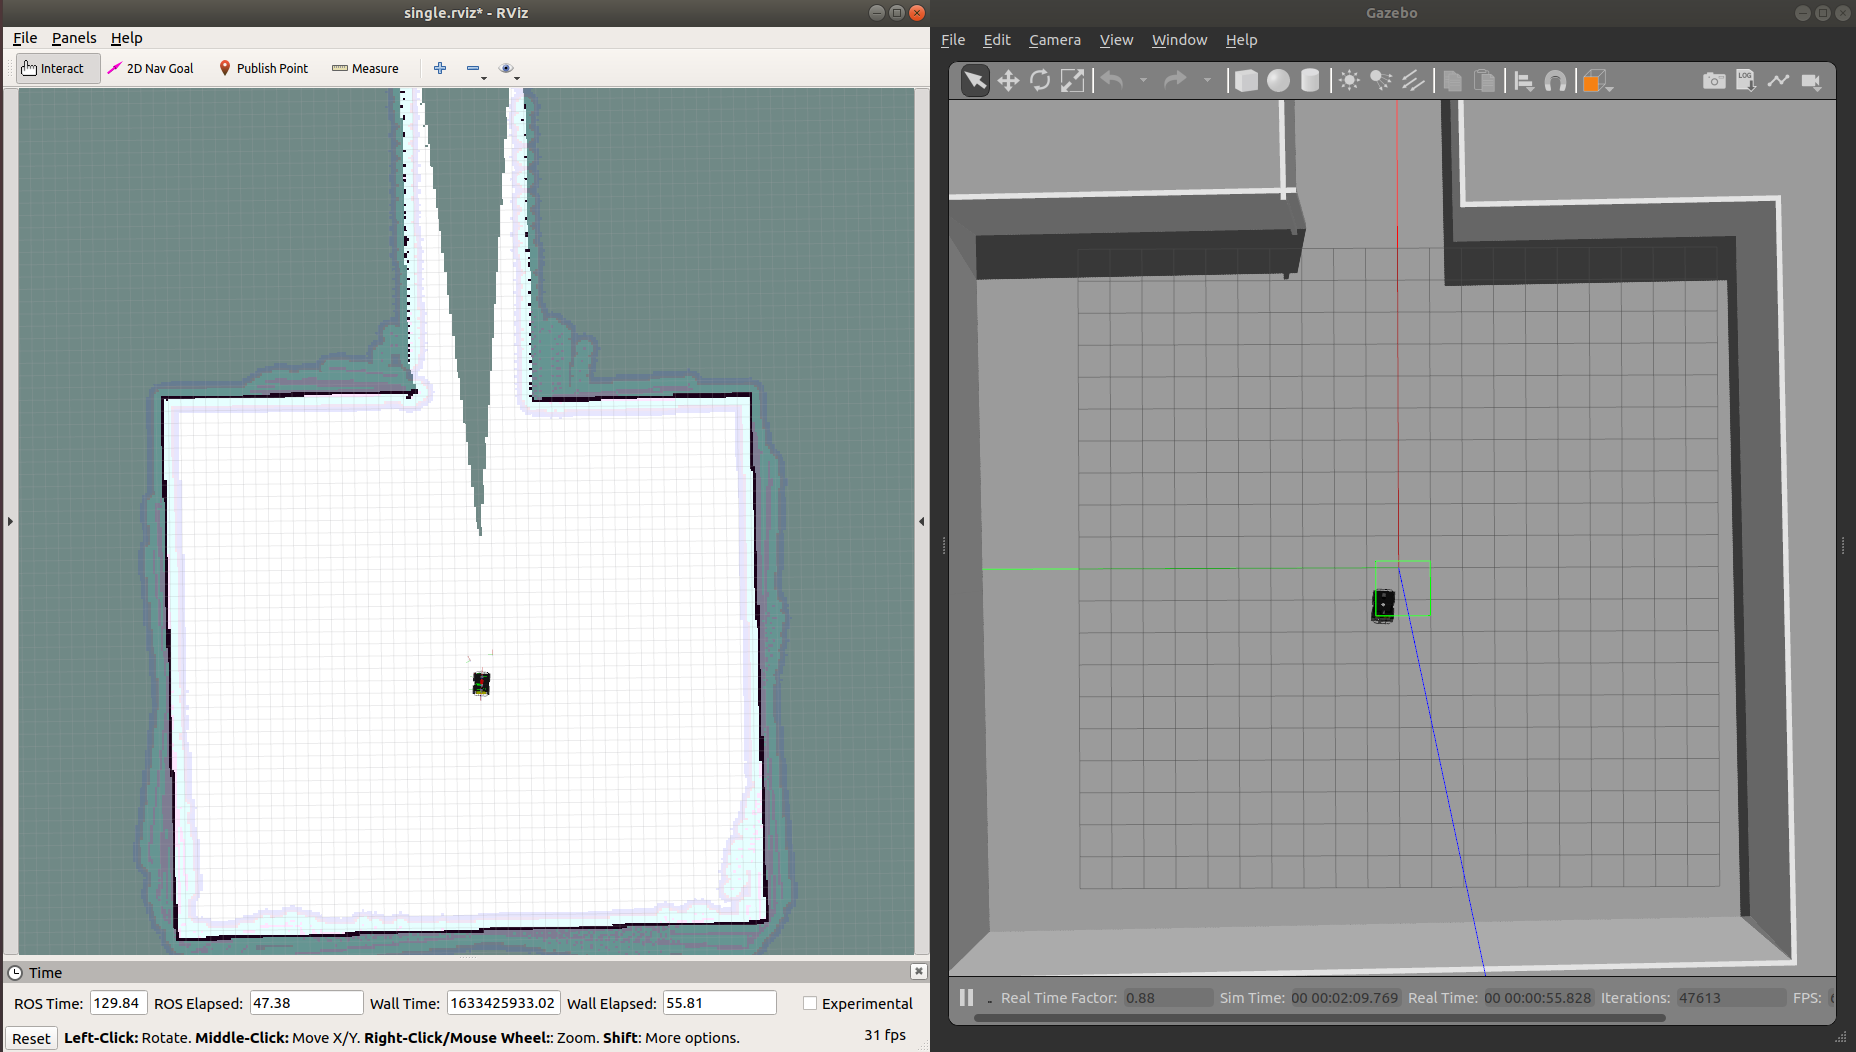 single.rviz* - RViz
File Panels Help
Interact 2D Nav Goal Publish Point Measure
Time
ROS Time: 129.84 ROS Elapsed: 47.38 Wall Time: 1633425933.02 Wall Elapsed: 55.81 Experimental
Reset Left-Click: Rotate. Middle-Click: Move X/Y. Right-Click/Mouse Wheel:: Zoom. Shift: More options. 31 fps
Gazebo
File Edit Camera View Window Help
LOG
Real Time Factor: 0.88 Sim Time: 00 00:02:09.769 Real Time: 00 00:00:55.828 Iterations: 47613 FPS: